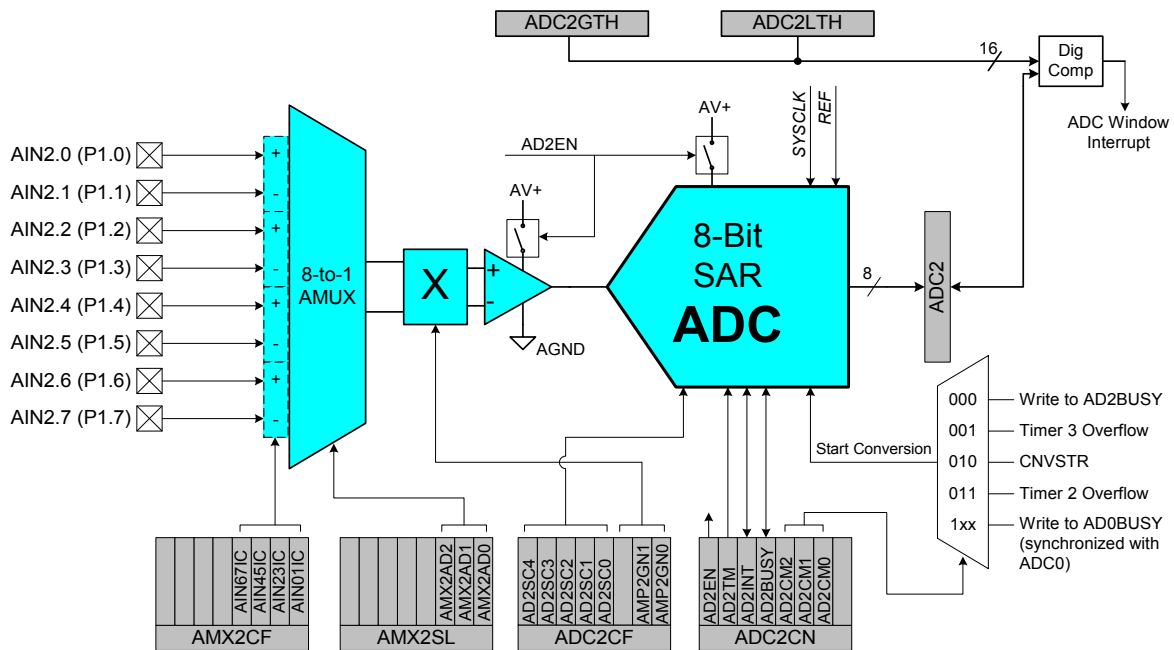 ADC2GTH
ADC2LTH
16
Dig
Comp
ADC Window
Interrupt
SYSCLK
REF
AV+
AD2EN
AV+
AIN2.0 (P1.0)
AIN2.1 (P1.1)
AIN2.2 (P1.2)
AIN2.3 (P1.3)
AIN2.4 (P1.4)
AIN2.5 (P1.5)
AIN2.6 (P1.6)
AIN2.7 (P1.7)
+
-
+
-
+
-
+
-
8-to-1
AMUX
X
+
-
AGND
8-Bit
SAR
ADC
8
ADC2
Start Conversion
000
001
010
011
1xx
Write to AD2BUSY
Timer 3 Overflow
CNVSTR
Timer 2 Overflow
Write to AD0BUSY
(synchronized with
ADC0)
AIN67IC
AIN45IC
AIN23IC
AIN01IC
AMX2CF
AMX2AD2
AMX2AD1
AMX2AD0
AMX2SL
AD2SC4
AD2SC3
AD2SC2
AD2SC1
AD2SC0
AMP2GN1
AMP2GN0
ADC2CF
AD2EN
AD2TM
AD2INT
AD2BUSY
AD2CM2
AD2CM1
AD2CM0
ADC2CN